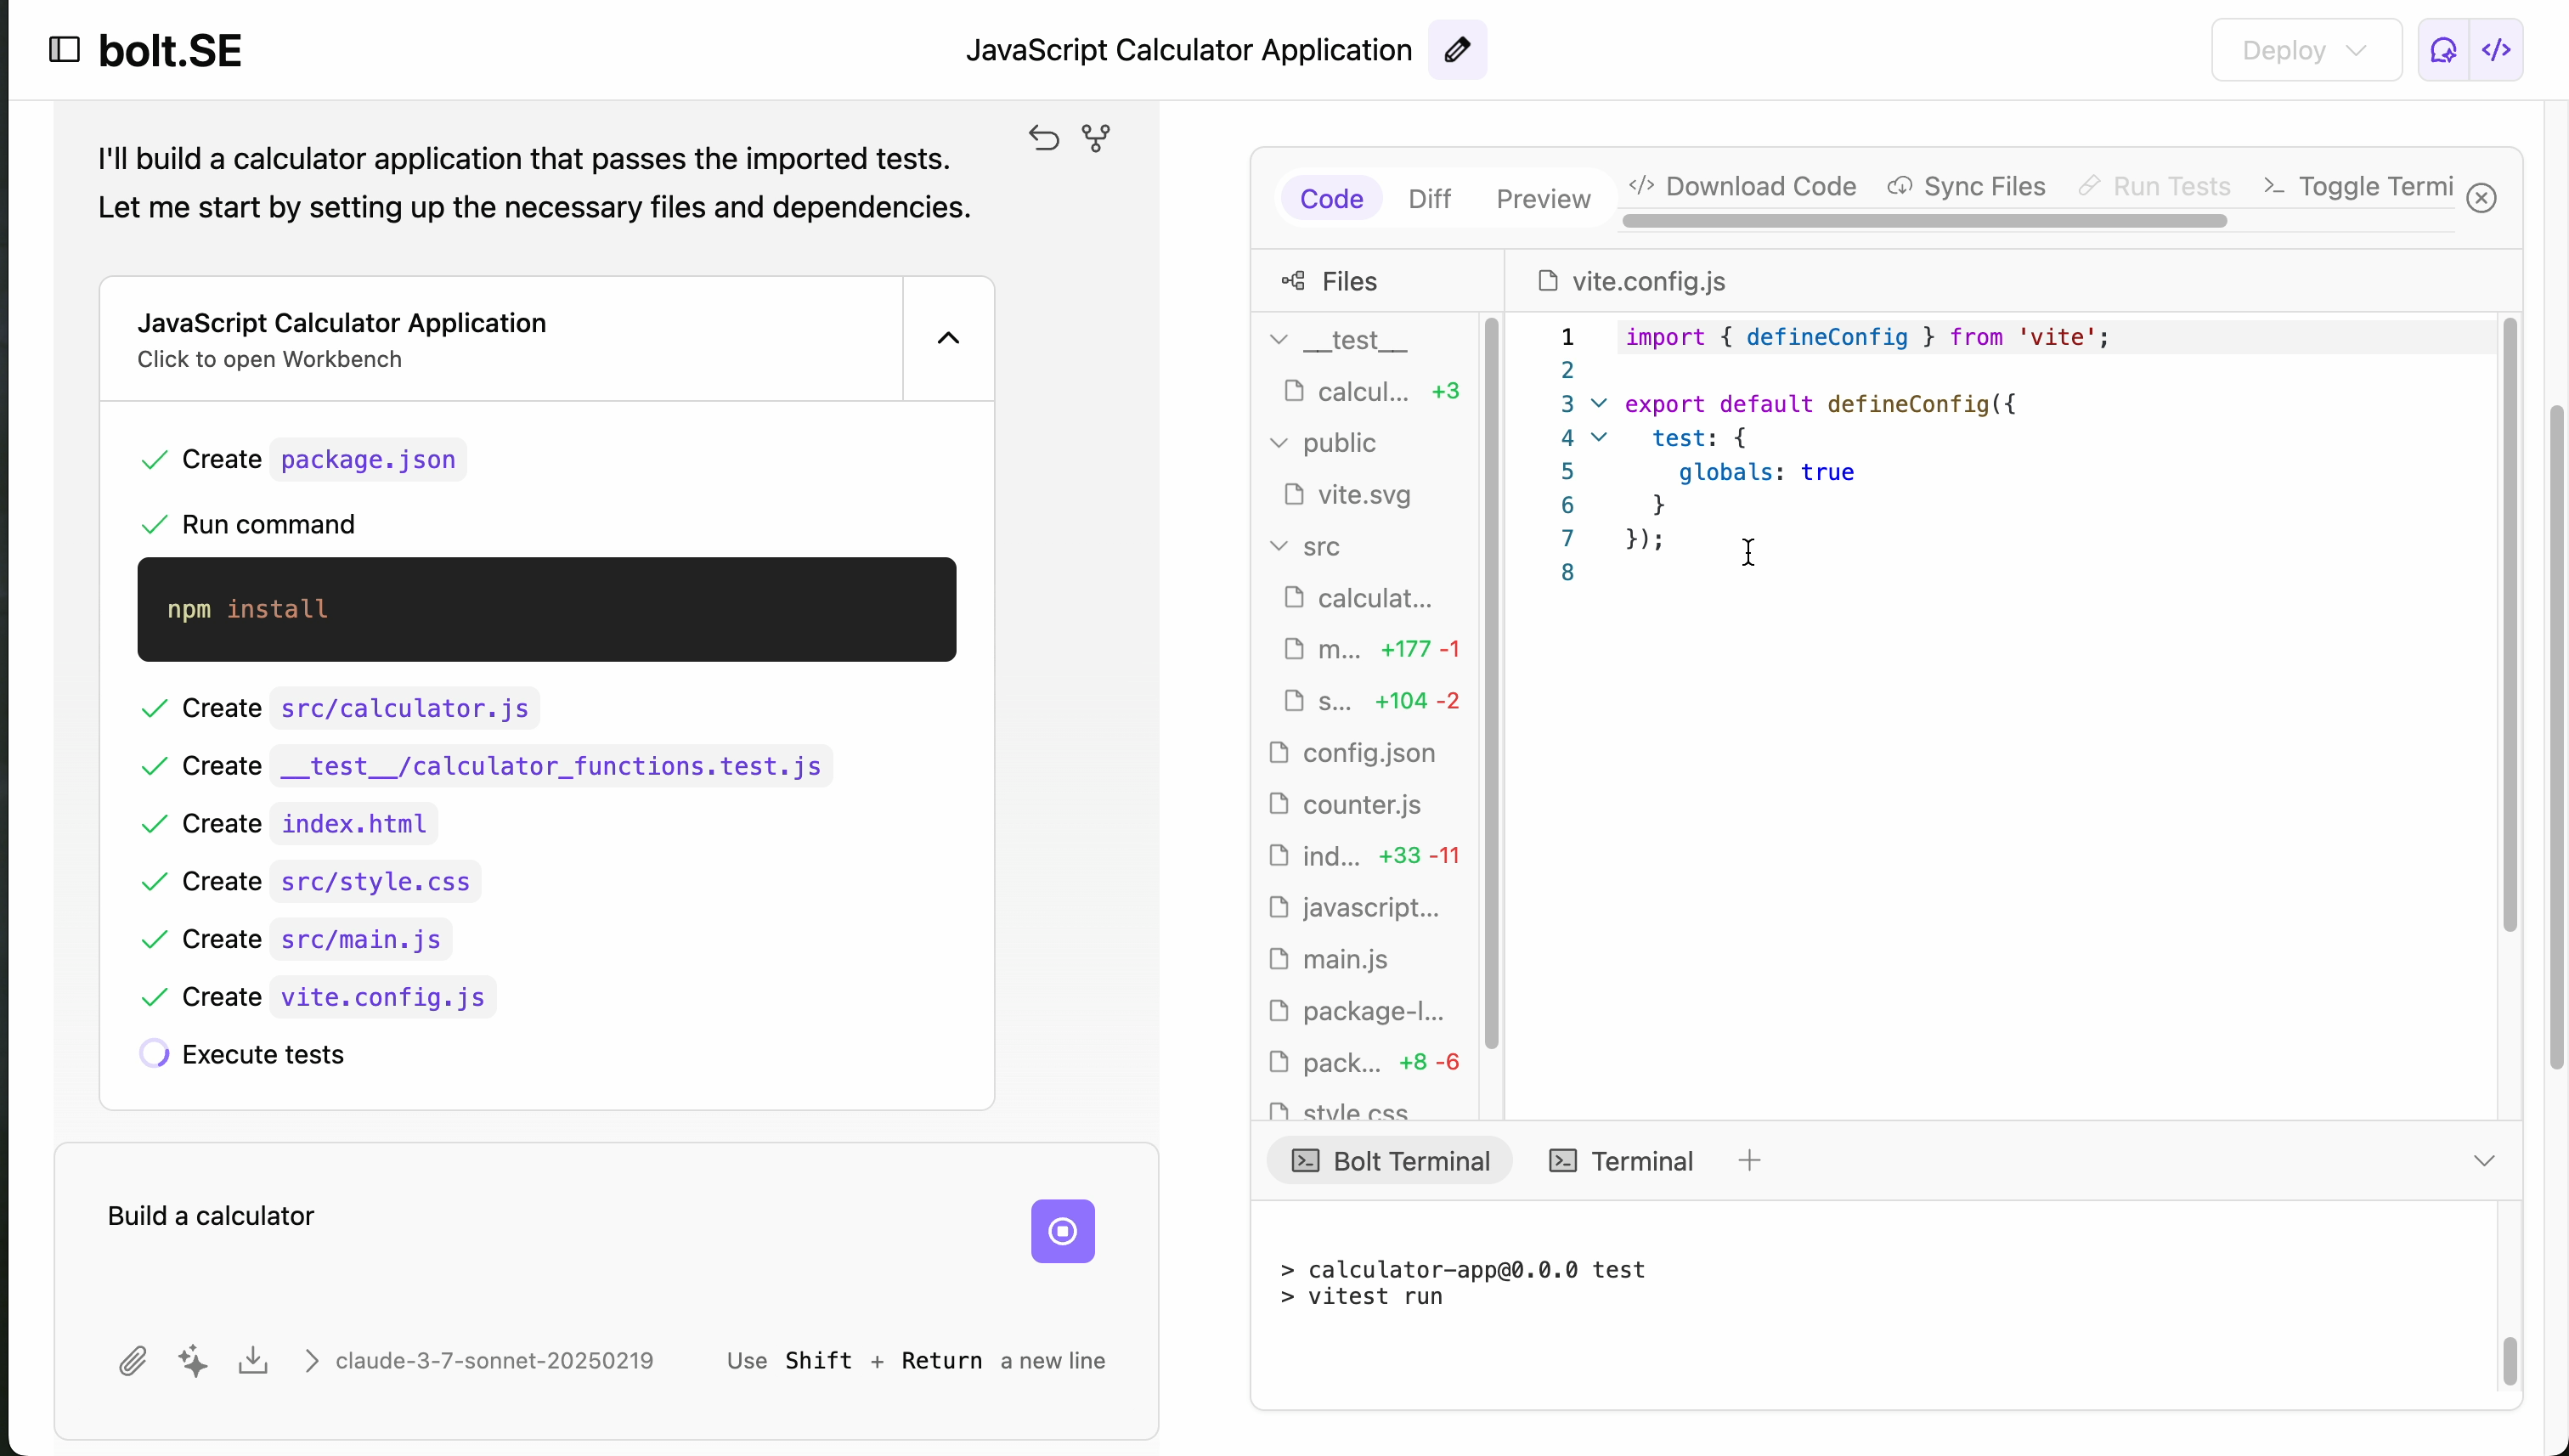 bolt.SE
JavaScript Calculator Application
Deploy
I'll build a calculator application that passes the imported tests.
Let me start by setting up the necessary files and dependencies.
JavaScript Calculator Application
Click to open Workbench
Create package.json
Run command
npm install
Create src/calculator.js
Create __test__/calculator_functions.test.js
Create index.html
Create src/style.css
Create src/main.js
Create vite.config.js
Execute tests
Build a calculator
claude-3-7-sonnet-20250219
Use Shift + Return a new line
Code
Diff
Preview
</> Download Code
Sync Files
Run Tests
Toggle Termi
Files
__test__
calcul... +3
public
vite.svg
src
calculat...
m... +177 -1
s... +104 -2
config.json
counter.js
ind... +33 -11
javascript...
main.js
package-l...
pack... +8 -6
style.css
vite.config.js
1 import { defineConfig } from 'vite';
2
3 export default defineConfig({
4 test: {
5 globals: true
6 }
7 });
8
Bolt Terminal
Terminal
> calculator-app@0.0.0 test
> vitest run